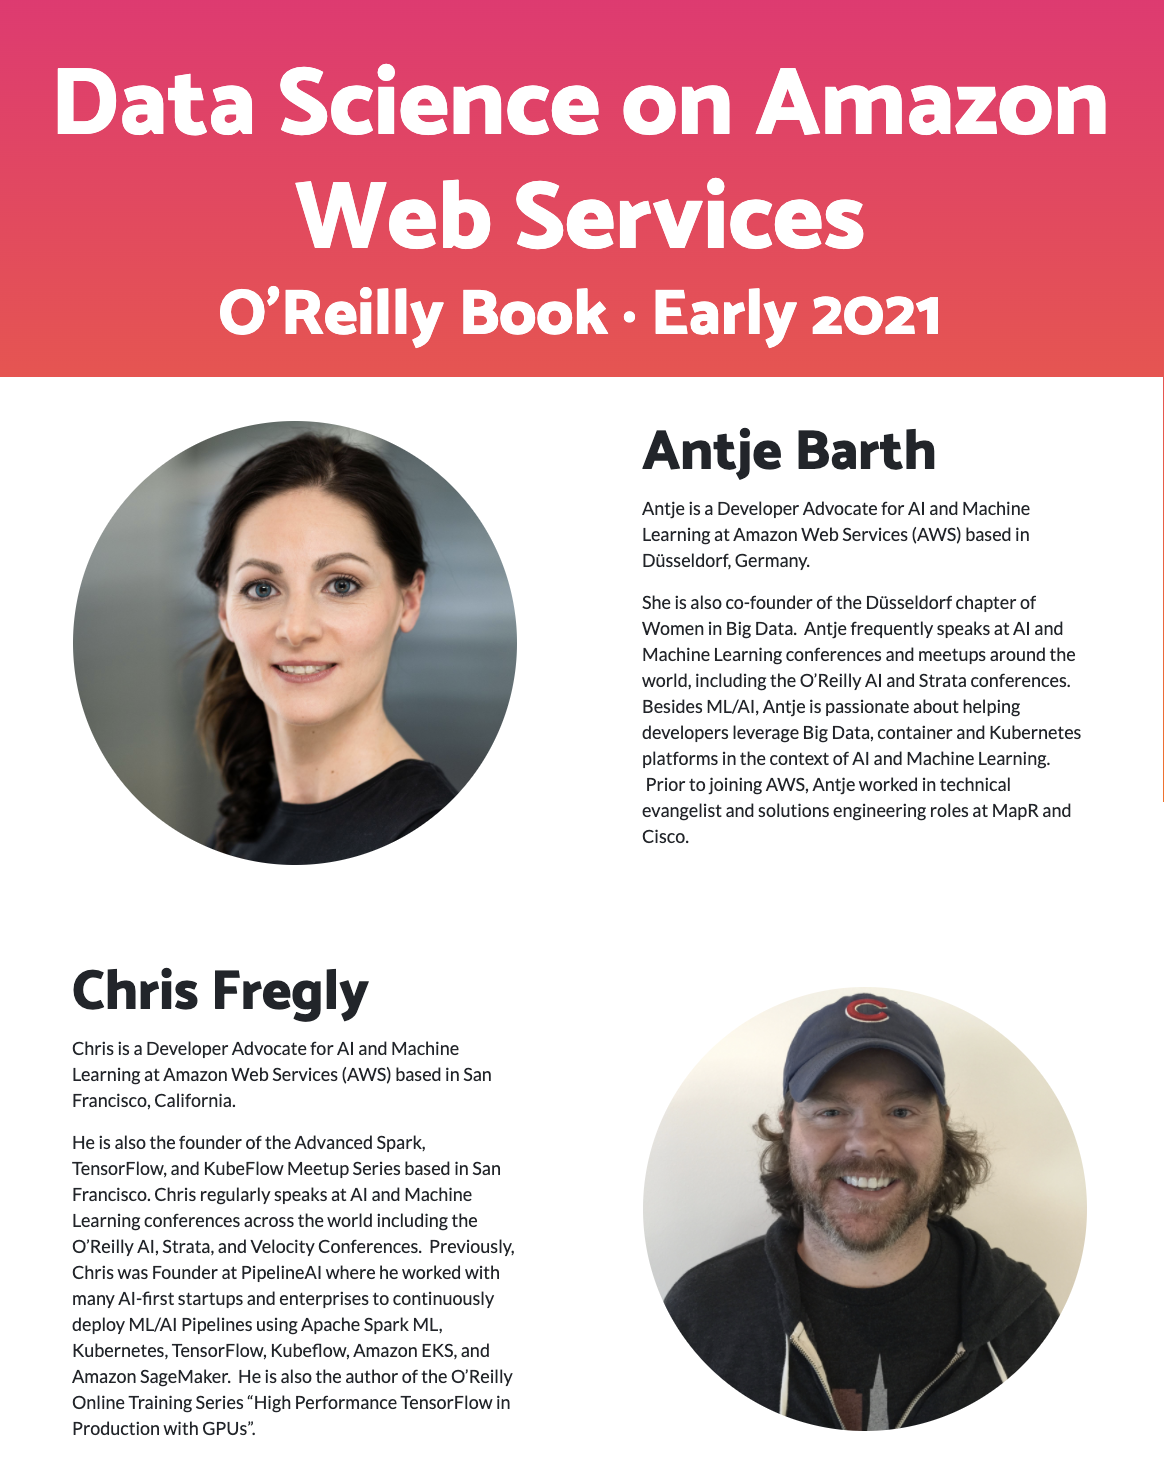 Data Science on Amazon
Web Services
O’Reilly Book · Early 2021
Antje Barth
Antje is a Developer Advocate for AI and Machine
Learning at Amazon Web Services (AWS) based in
Düsseldorf, Germany.
She is also co-founder of the Düsseldorf chapter of
Women in Big Data.  Antje frequently speaks at AI and
Machine Learning conferences and meetups around the
world, including the O’Reilly AI and Strata conferences.
Besides ML/AI, Antje is passionate about helping
developers leverage Big Data, container and Kubernetes
platforms in the context of AI and Machine Learning.
Prior to joining AWS, Antje worked in technical
evangelist and solutions engineering roles at MapR and
Cisco.
Chris Fregly
Chris is a Developer Advocate for AI and Machine
Learning at Amazon Web Services (AWS) based in San
Francisco, California.
He is also the founder of the Advanced Spark,
TensorFlow, and KubeFlow Meetup Series based in San
Francisco. Chris regularly speaks at AI and Machine
Learning conferences across the world including the
O’Reilly AI, Strata, and Velocity Conferences.  Previously,
Chris was Founder at PipelineAI where he worked with
many AI-first startups and enterprises to continuously
deploy ML/AI Pipelines using Apache Spark ML,
Kubernetes, TensorFlow, Kubeflow, Amazon EKS, and
Amazon SageMaker.  He is also the author of the O’Reilly
Online Training Series “High Performance TensorFlow in
Production with GPUs”.
C